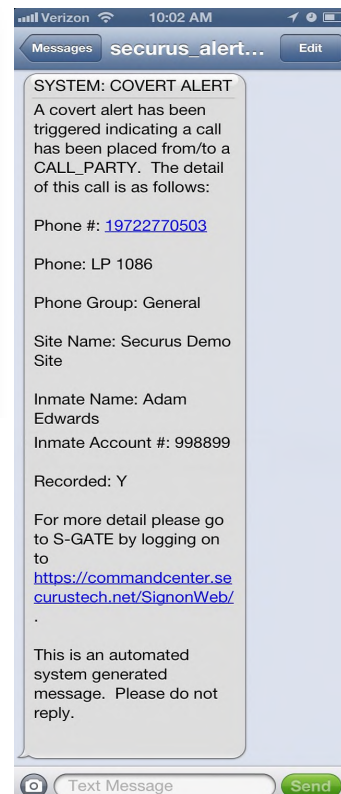 Verizon 10:02 AM
Messages securus_alert... Edit
SYSTEM: COVERT ALERT
A covert alert has been
triggered indicating a call
has been placed from/to a
CALL_PARTY. The detail
of this call is as follows:
Phone #: 19722770503
Phone: LP 1086
Phone Group: General
Site Name: Securus Demo
Site
Inmate Name: Adam
Edwards
Inmate Account #: 998899
Recorded: Y
For more detail please go
to S-GATE by logging on
to
https://commandcenter.se
curustech.net/SignonWeb/
.
This is an automated
system generated
message. Please do not
reply.
Text Message Send